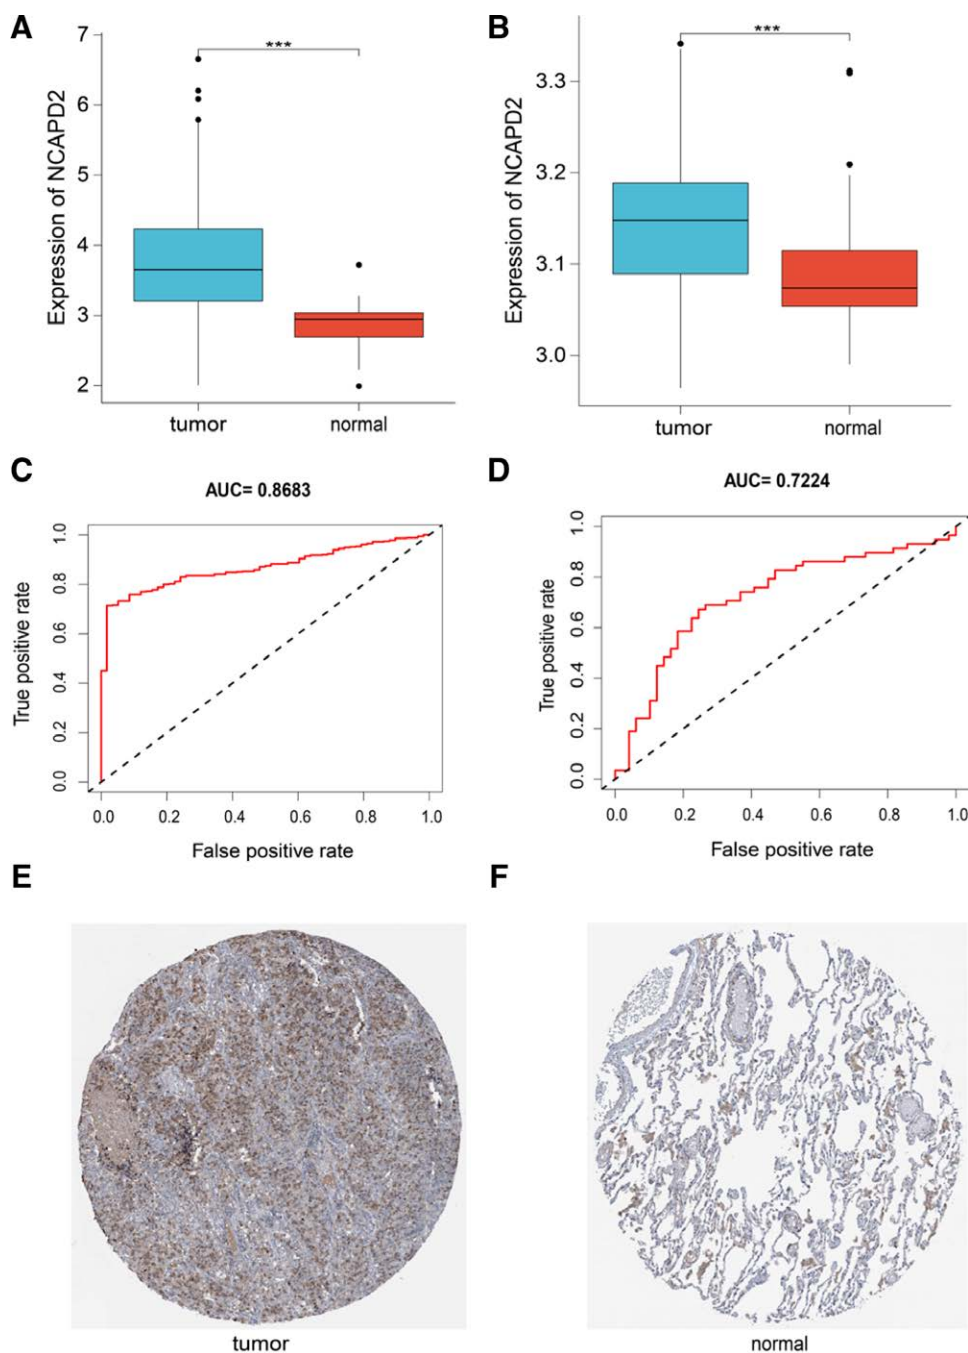 A
Expression of NCAPD2
7
6
5
4
3
2
***
tumor normal
B
Expression of NCAPD2
3.3
3.2
3.1
3.0
***
tumor normal
C
AUC= 0.8683
True positive rate
1.0
0.8
0.6
0.4
0.2
0.0
0.0 0.2 0.4 0.6 0.8 1.0
False positive rate
D
AUC= 0.7224
True positive rate
1.0
0.8
0.6
0.4
0.2
0.0
0.0 0.2 0.4 0.6 0.8 1.0
False positive rate
E
tumor
F
normal